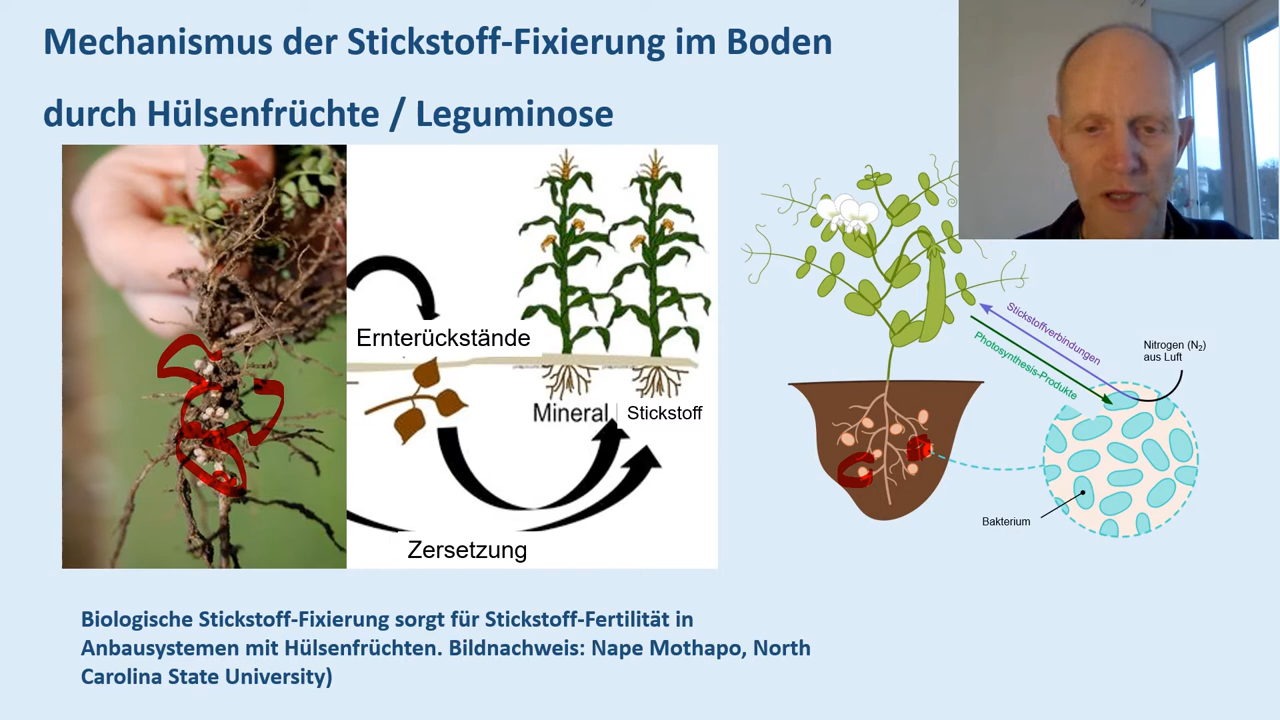 Mechanismus der Stickstoff-Fixierung im Boden
durch Hülsenfrüchte / Leguminose
Ernterückstände
Mineral
Stickstoff
Zersetzung
Stickstoffverbindungen
Photosynthesis-Produkte
Nitrogen (N₂)
aus Luft
Bakterium
Biologische Stickstoff-Fixierung sorgt für Stickstoff-Fertilität in
Anbausystemen mit Hülsenfrüchten. Bildnachweis: Nape Mothapo, North
Carolina State University)